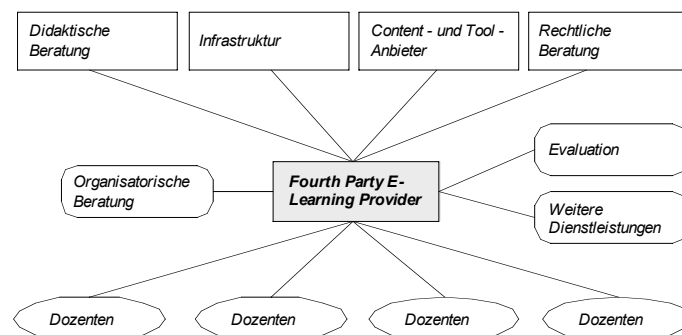 Didaktische
Beratung
Infrastruktur
Content - und Tool -
Anbieter
Rechtliche
Beratung
Organisatorische
Beratung
Fourth Party E-
Learning Provider
Evaluation
Weitere
Dienstleistungen
Dozenten
Dozenten
Dozenten
Dozenten